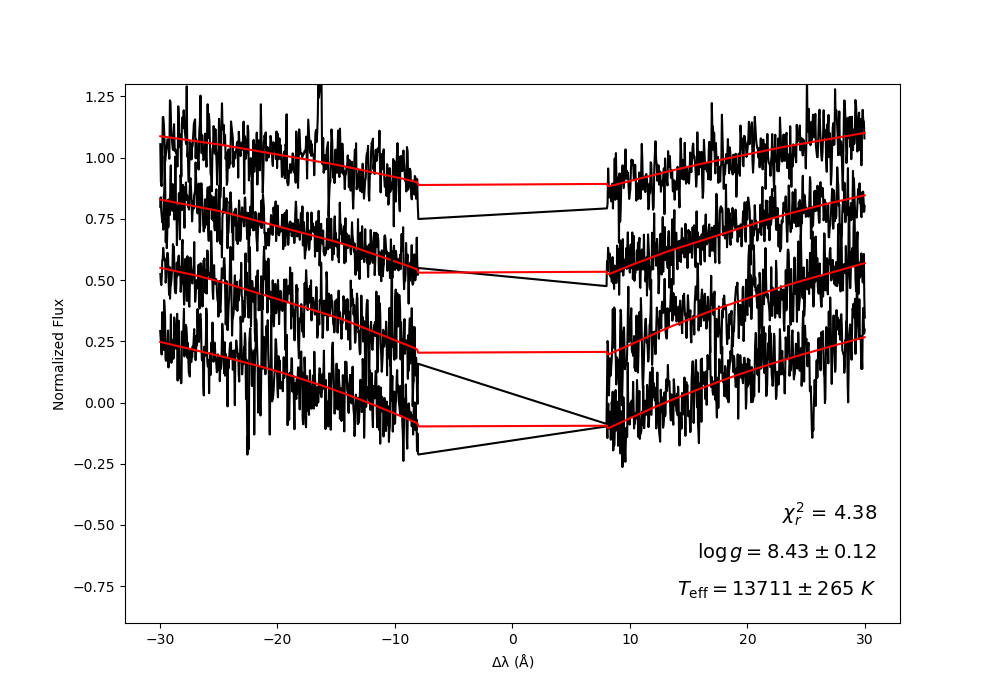 1.25
1.00
0.75
0.50
0.25
0.00
−0.25
−0.50
−0.75
Normalized Flux
χ²ᵣ = 4.38
log g = 8.43 ± 0.12
T_eff = 13711 ± 265 K
−30 −20 −10 0 10 20 30
Δλ (Å)